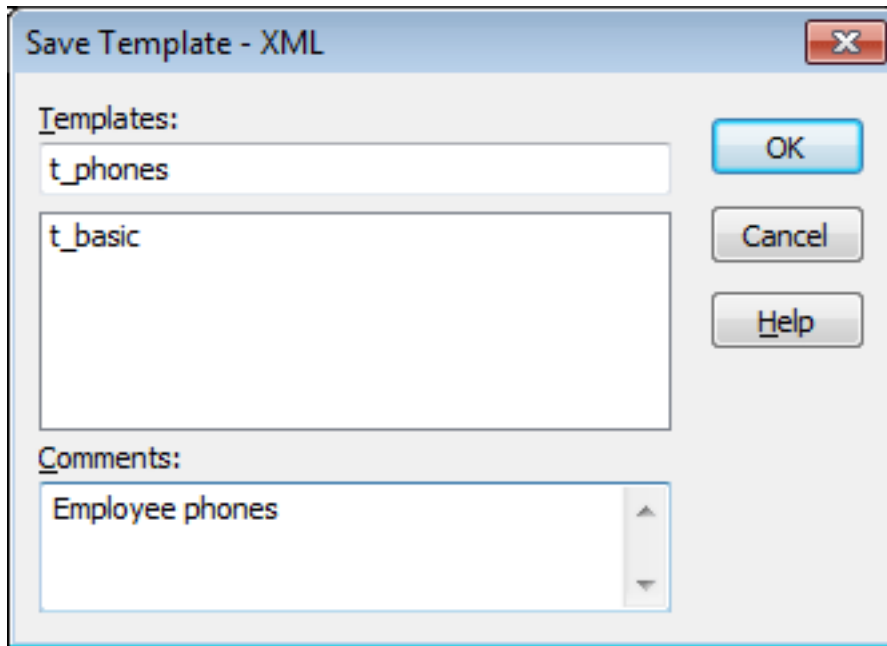 Save Template - XML
Templates:
t_phones
OK
t_basic
Cancel
Help
Comments:
Employee phones